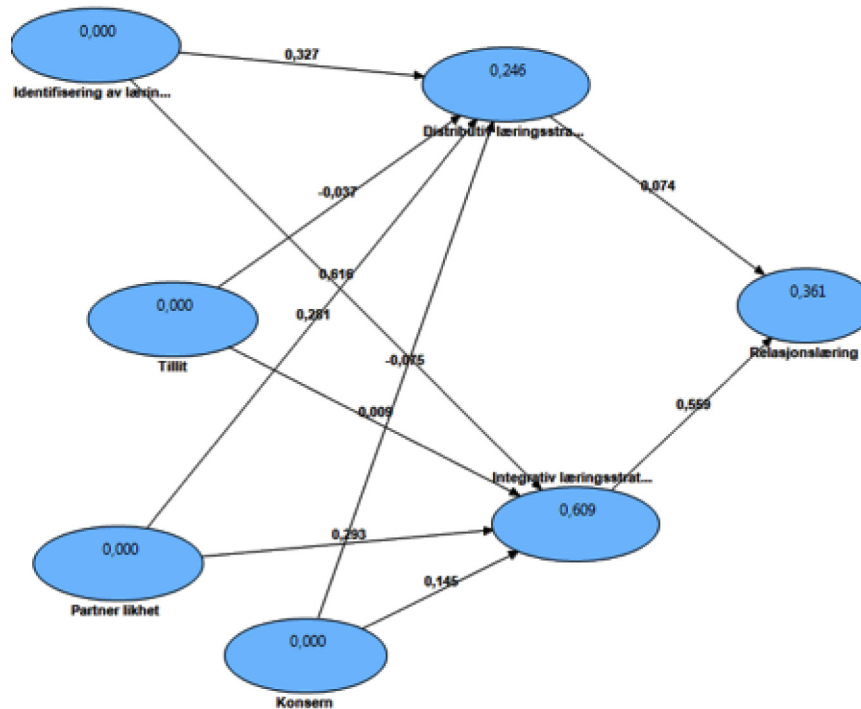 0,000
Identifisering av lærin...
0,327
0,246
Distributiv læringsstra...
-0,037
0,074
0,616
0,281
0,000
Tillit
0,361
Relasjonslæring
-0,075
0,009
0,559
Integrativ læringsstrat...
0,609
0,000
Partner likhet
0,293
0,145
0,000
Konsern